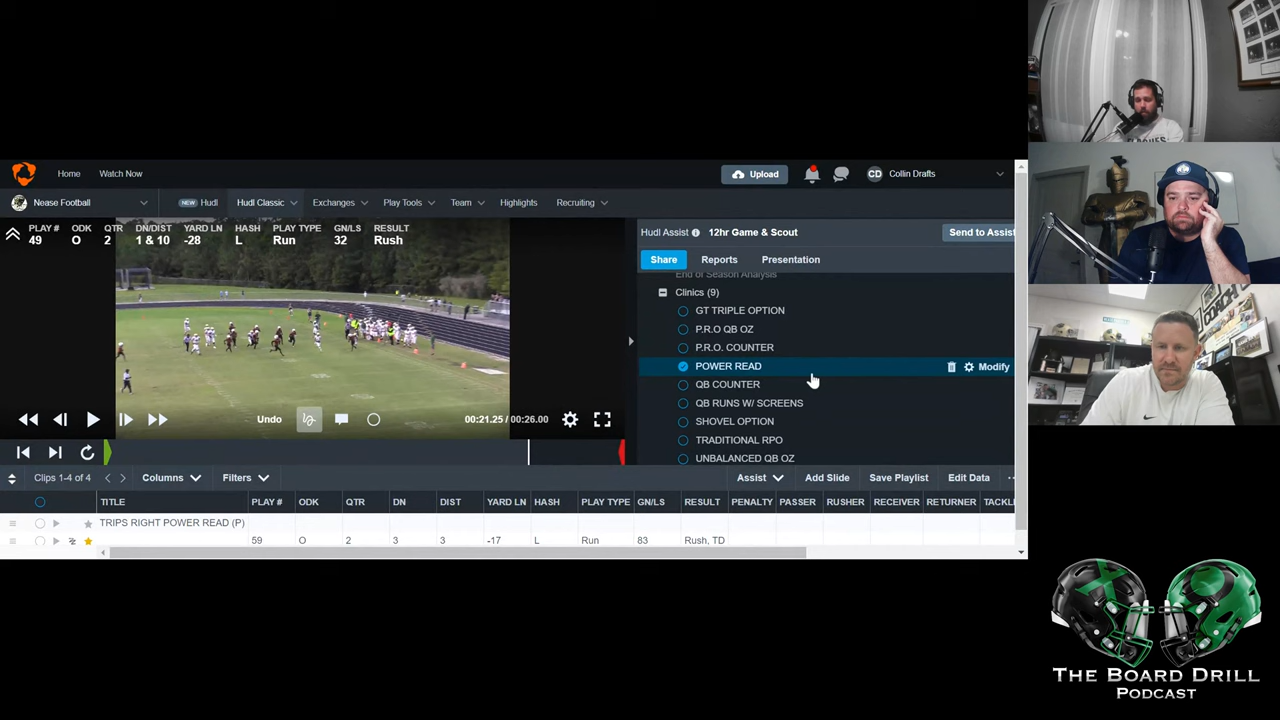 Home Watch Now Upload CD Collin Drafts
Nease Football NEW Hudl Hudl Classic Exchanges Play Tools Team Highlights Recruiting
PLAY # ODK QTR DN/DIST YARD LN HASH PLAY TYPE GN/LS RESULT
49 O 2 1 & 10 -28 L Run 32 Rush
Hudl Assist 12hr Game & Scout Send to Assis
Share Reports Presentation
End of Season Analysis
Clinics (9)
GT TRIPLE OPTION
P.R.O QB OZ
P.R.O. COUNTER
POWER READ Modify
QB COUNTER
QB RUNS W/ SCREENS
SHOVEL OPTION
TRADITIONAL RPO
UNBALANCED QB OZ
Undo 00:21.25 / 00:26.00
Clips 1-4 of 4 Columns Filters Assist Add Slide Save Playlist Edit Data
TITLE PLAY # ODK QTR DN DIST YARD LN HASH PLAY TYPE GN/LS RESULT PENALTY PASSER RUSHER RECEIVER RETURNER TACKL
TRIPS RIGHT POWER READ (P)
59 O 2 3 3 -17 L Run 83 Rush, TD
THE BOARD DRILL
PODCAST